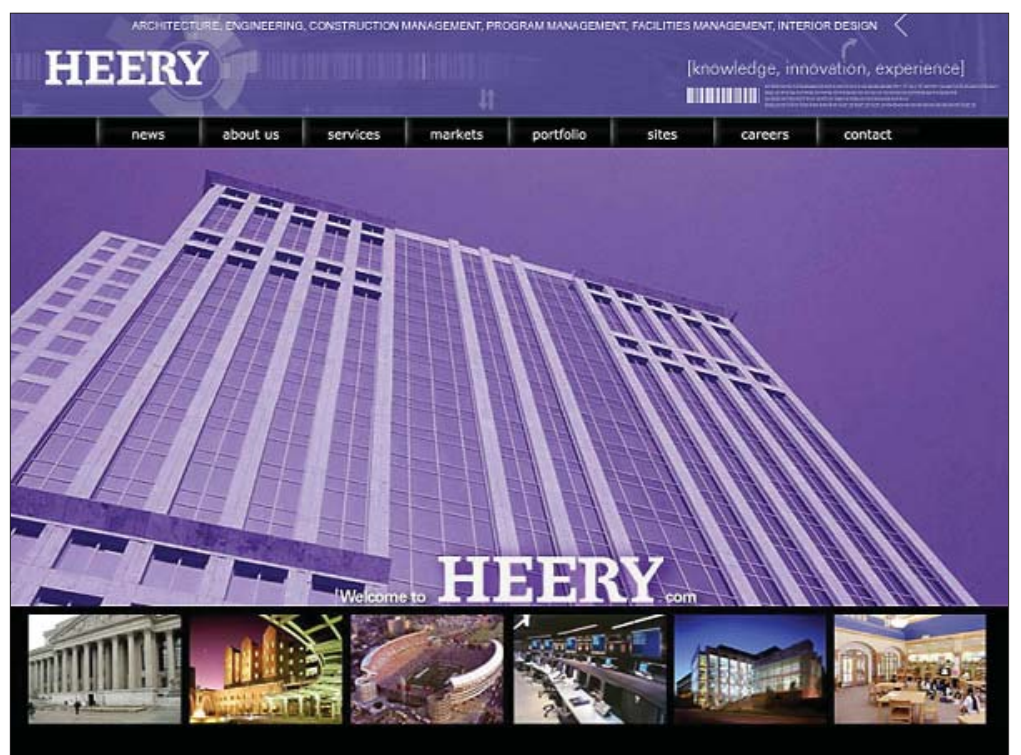 ARCHITECTURE, ENGINEERING, CONSTRUCTION MANAGEMENT, PROGRAM MANAGEMENT, FACILITIES MANAGEMENT, INTERIOR DESIGN
HEERY
[knowledge, innovation, experience]
news about us services markets portfolio sites careers contact
[Welcome to HEERY.com